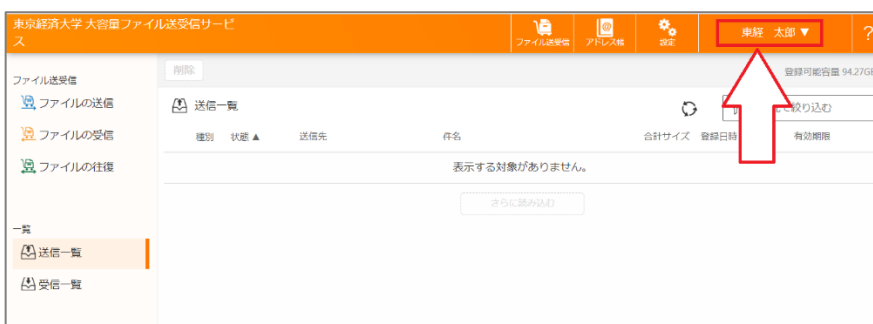 東京経済大学 大容量ファイル送受信サービ
ス
ファイル送受信
アドレス帳
設定
東経 太郎 ▼
?
ファイル送受信
ファイルの送信
ファイルの受信
ファイルの往復
一覧
送信一覧
受信一覧
削除
登録可能容量 94.27GB
送信一覧
で絞り込む
種別 状態 ▲ 送信先 件名 合計サイズ 登録日時 有効期限
表示する対象がありません。
さらに読み込む